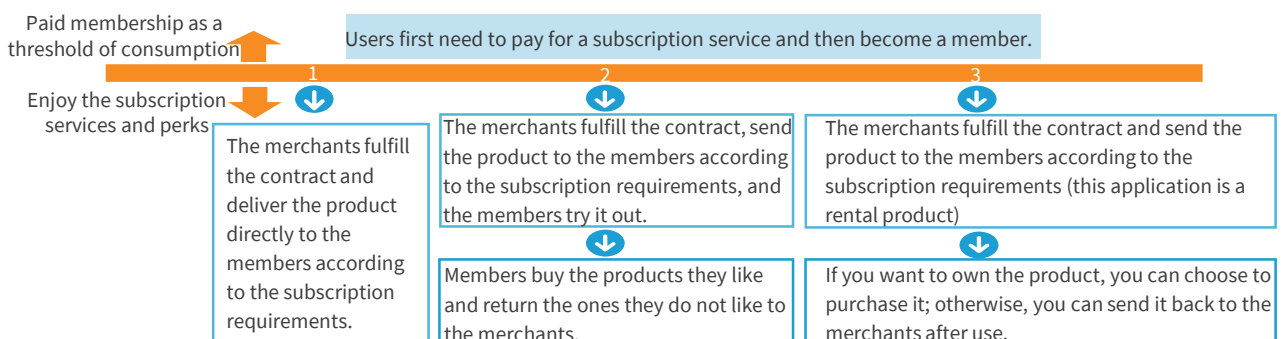 Paid membership as a
threshold of consumption
Users first need to pay for a subscription service and then become a member.
1
2
3
Enjoy the subscription
services and perks
The merchants fulfill
the contract and
deliver the product
directly to the
members according
to the subscription
requirements.
The merchants fulfill the contract, send
the product to the members according
to the subscription requirements, and
the members try it out.
Members buy the products they like
and return the ones they do not like to
the merchants.
The merchants fulfill the contract and send the
product to the members according to the
subscription requirements (this application is a
rental product)
If you want to own the product, you can choose to
purchase it; otherwise, you can send it back to the
merchants after use.